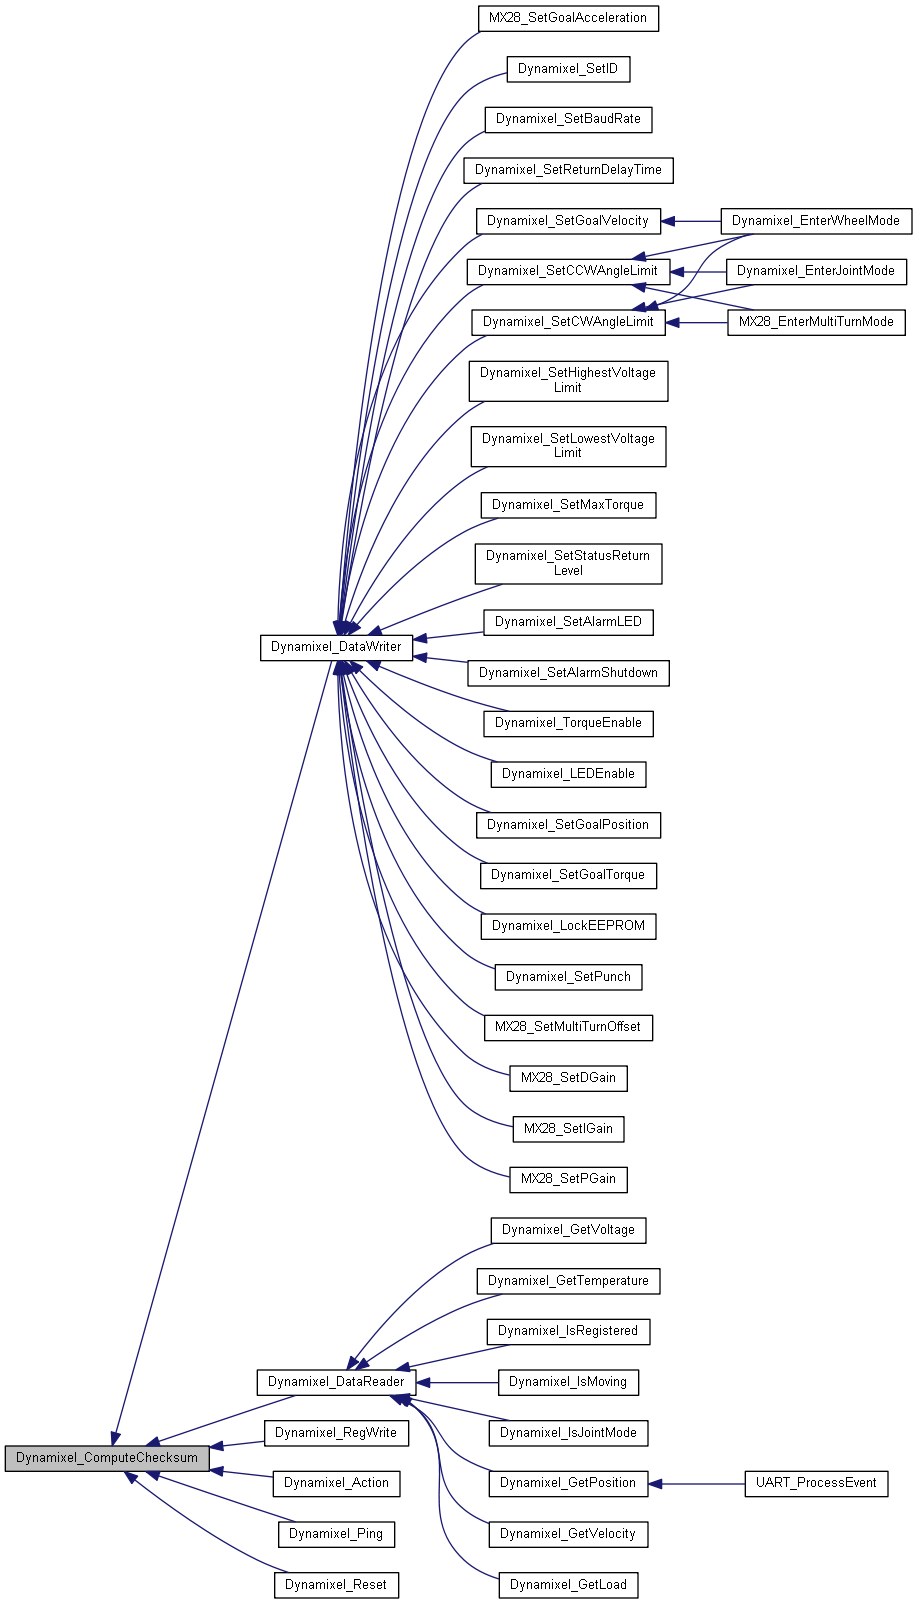 MX28_SetGoalAcceleration
Dynamixel_SetID
Dynamixel_SetBaudRate
Dynamixel_SetReturnDelayTime
Dynamixel_SetGoalVelocity
Dynamixel_EnterWheelMode
Dynamixel_SetCCWAngleLimit
Dynamixel_EnterJointMode
Dynamixel_SetCWAngleLimit
MX28_EnterMultiTurnMode
Dynamixel_SetHighestVoltage
Limit
Dynamixel_SetLowestVoltage
Limit
Dynamixel_SetMaxTorque
Dynamixel_SetStatusReturn
Level
Dynamixel_SetAlarmLED
Dynamixel_DataWriter
Dynamixel_SetAlarmShutdown
Dynamixel_TorqueEnable
Dynamixel_LEDEnable
Dynamixel_SetGoalPosition
Dynamixel_SetGoalTorque
Dynamixel_LockEEPROM
Dynamixel_SetPunch
MX28_SetMultiTurnOffset
MX28_SetDGain
MX28_SetIGain
MX28_SetPGain
Dynamixel_GetVoltage
Dynamixel_GetTemperature
Dynamixel_IsRegistered
Dynamixel_DataReader
Dynamixel_IsMoving
Dynamixel_RegWrite
Dynamixel_IsJointMode
Dynamixel_ComputeChecksum
Dynamixel_Action
Dynamixel_GetPosition
UART_ProcessEvent
Dynamixel_Ping
Dynamixel_GetVelocity
Dynamixel_Reset
Dynamixel_GetLoad